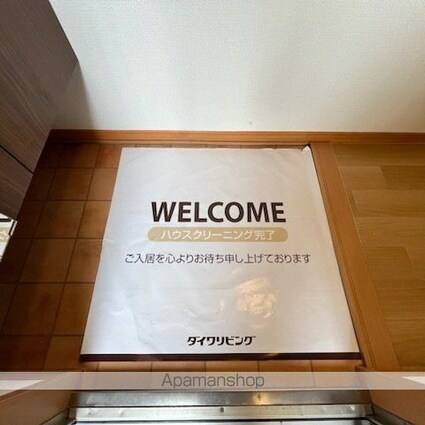 WELCOME
ハウスクリーニング完了
ご入居を心よりお待ち申し上げております
ダイワリビング
Apamanshop